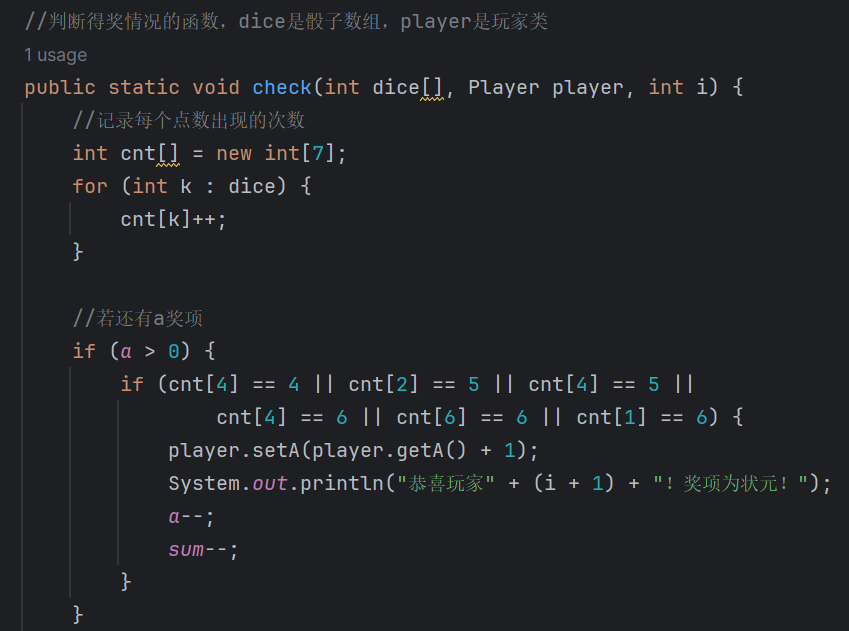 //判断得奖情况的函数，dice是骰子数组，player是玩家类
1 usage
public static void check(int dice[], Player player, int i) {
//记录每个点数出现的次数
int cnt[] = new int[7];
for (int k : dice) {
cnt[k]++;
}
//若还有a奖项
if (a > 0) {
if (cnt[4] == 4 || cnt[2] == 5 || cnt[4] == 5 ||
cnt[4] == 6 || cnt[6] == 6 || cnt[1] == 6) {
player.setA(player.getA() + 1);
System.out.println("恭喜玩家" + (i + 1) + "！奖项为状元！");
a--;
sum--;
}
}